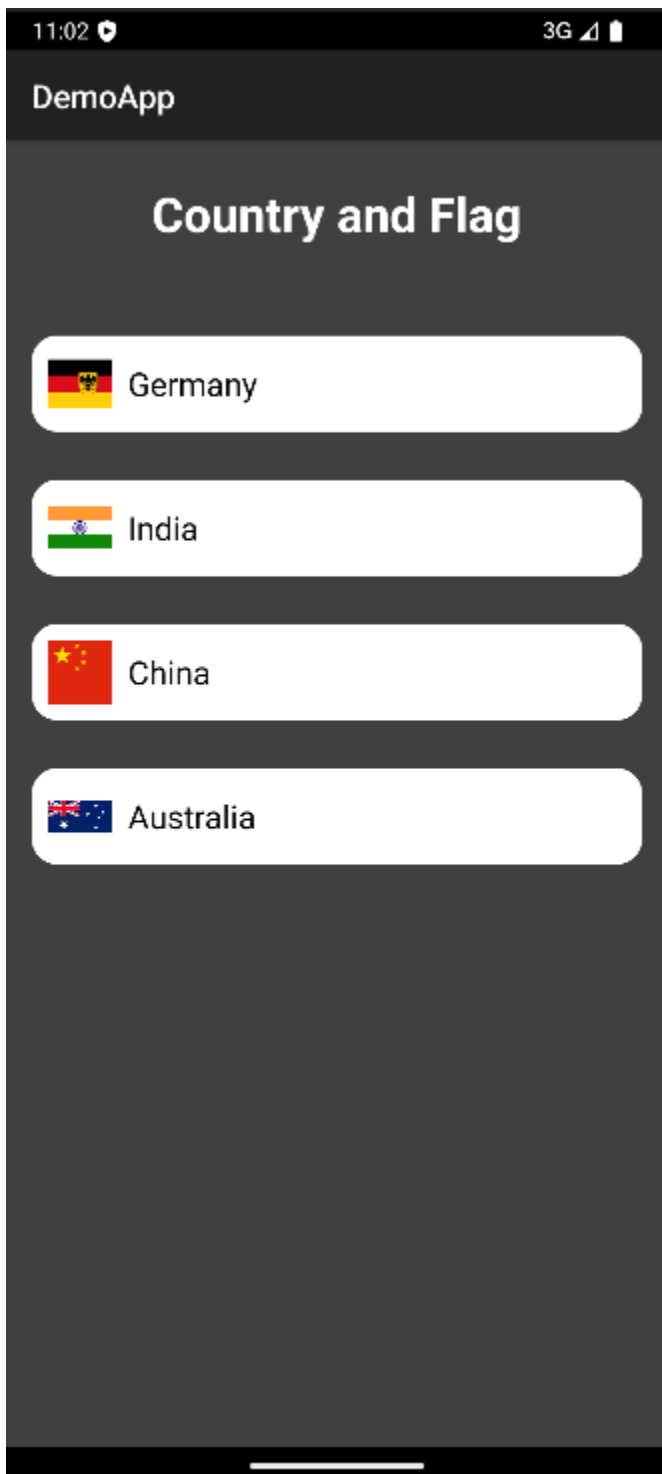 11:02
3G
DemoApp
Country and Flag
Germany
India
China
Australia